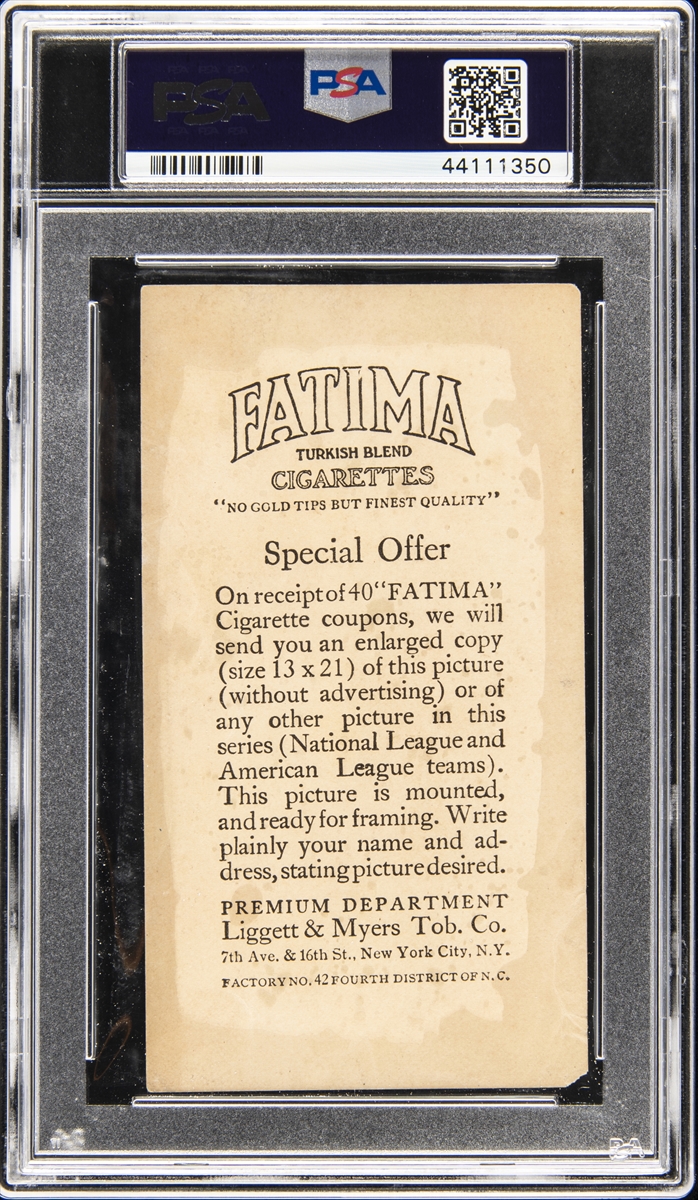 PSA
PSA
44111350
FATIMA
TURKISH BLEND
CIGARETTES
"NO GOLD TIPS BUT FINEST QUALITY"
Special Offer
On receipt of 40 "FATIMA"
Cigarette coupons, we will
send you an enlarged copy
(size 13 x 21) of this picture
(without advertising) or of
any other picture in this
series (National League and
American League teams).
This picture is mounted,
and ready for framing. Write
plainly your name and ad-
dress, stating picture desired.
PREMIUM DEPARTMENT
Liggett & Myers Tob. Co.
7th Ave. & 16th St., New York City, N.Y.
FACTORY NO. 42 FOURTH DISTRICT OF N.C.
PSA